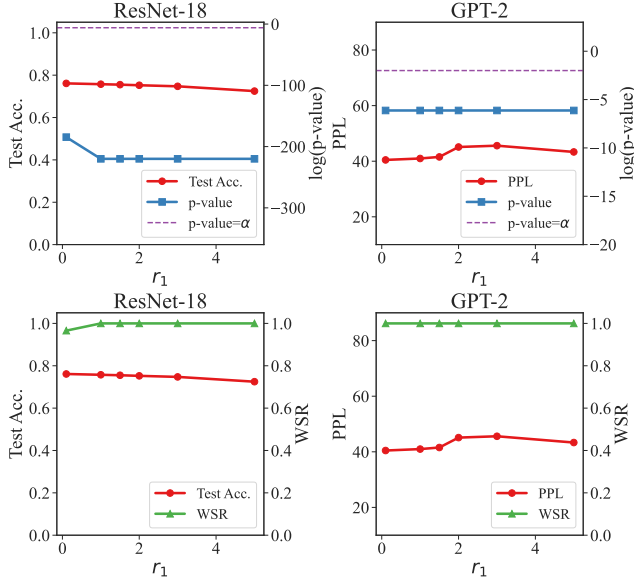 ResNet-18
GPT-2
1.0
0.8
0.6
0.4
0.2
0.0
Test Acc.
0
−100
−200
−300
log(p-value)
Test Acc.
p-value
p-value=α
0
2
4
r₁
80
60
40
20
PPL
0
−5
−10
−15
−20
log(p-value)
PPL
p-value
p-value=α
0
2
4
r₁
ResNet-18
GPT-2
1.0
0.8
0.6
0.4
0.2
0.0
Test Acc.
1.0
0.8
0.6
0.4
0.2
0.0
WSR
Test Acc.
WSR
0
2
4
r₁
80
60
40
20
PPL
1.0
0.8
0.6
0.4
0.2
0.0
WSR
PPL
WSR
0
2
4
r₁